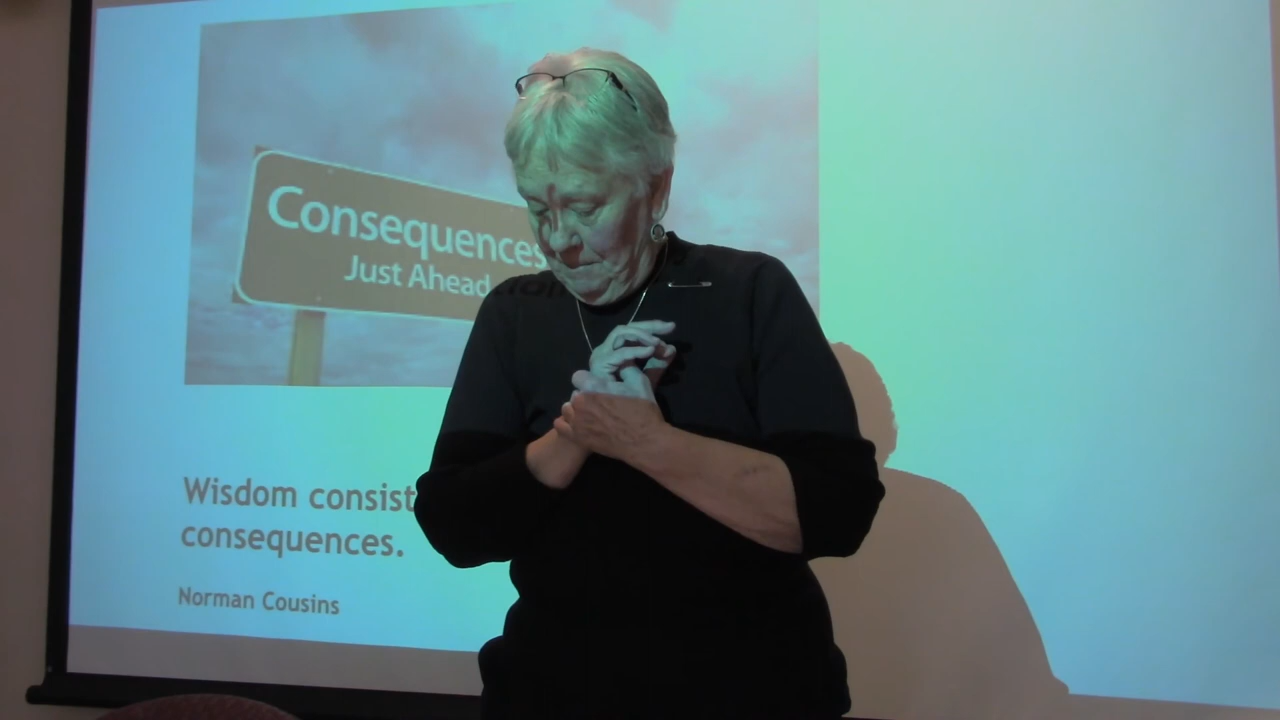 Consequences
Just Ahead
Wisdom consist
consequences.
Norman Cousins